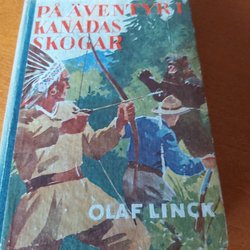 PÅ ÄVENTYR I
KANADAS
SKOGAR
OLAF LINCK